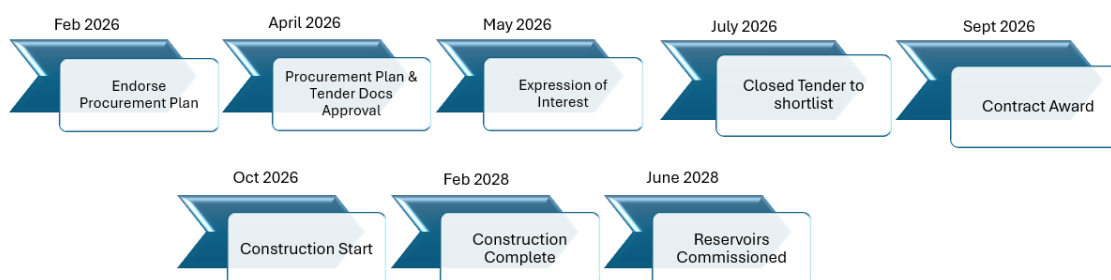 Feb 2026
April 2026
May 2026
July 2026
Sept 2026
Endorse
Procurement Plan
Procurement Plan &
Tender Docs
Approval
Expression of
Interest
Closed Tender to
shortlist
Contract Award
Oct 2026
Feb 2028
June 2028
Construction Start
Construction
Complete
Reservoirs
Commissioned